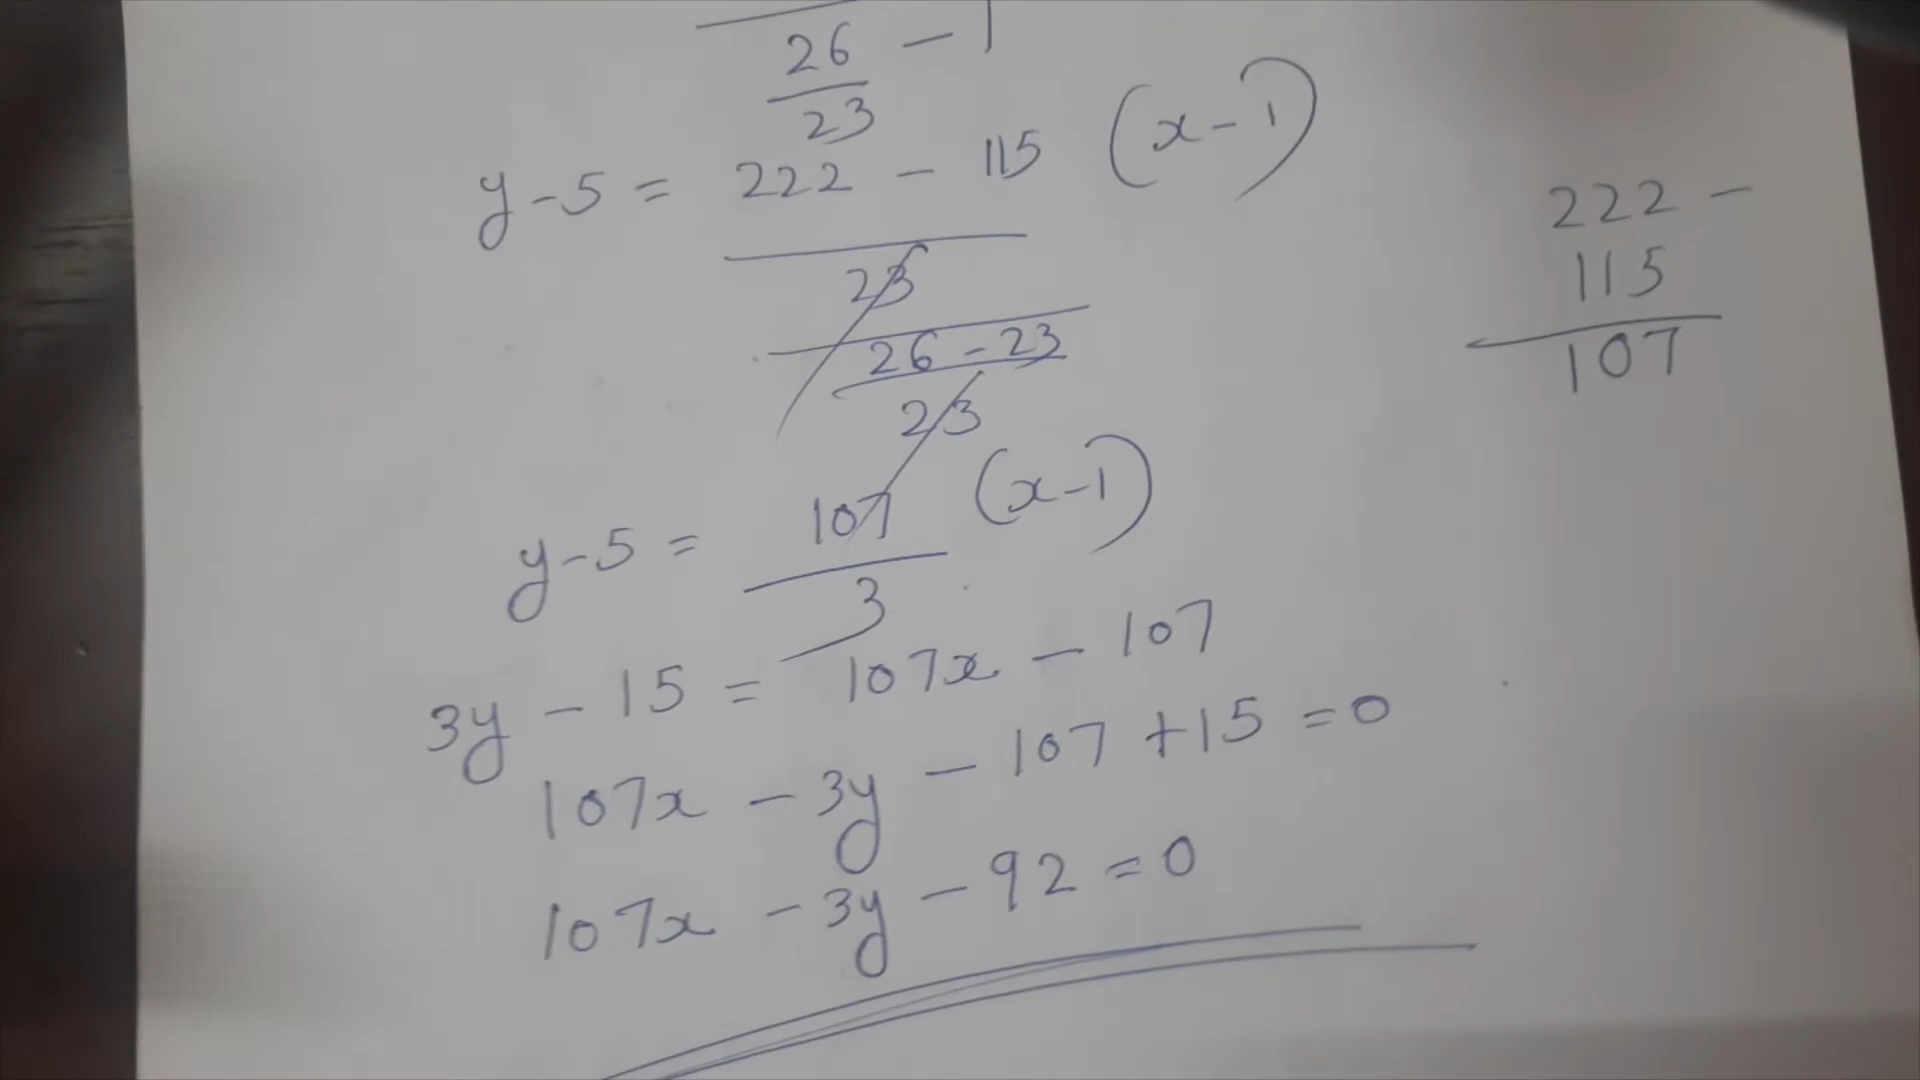 26 - 1
23
y-5 = 222 - 115 (x-1)
23
26 - 23
23
222 -
115
107
y-5 = 107 (x-1)
3
3y - 15 = 107x - 107
107x - 3y - 107 + 15 = 0
107x - 3y - 92 = 0